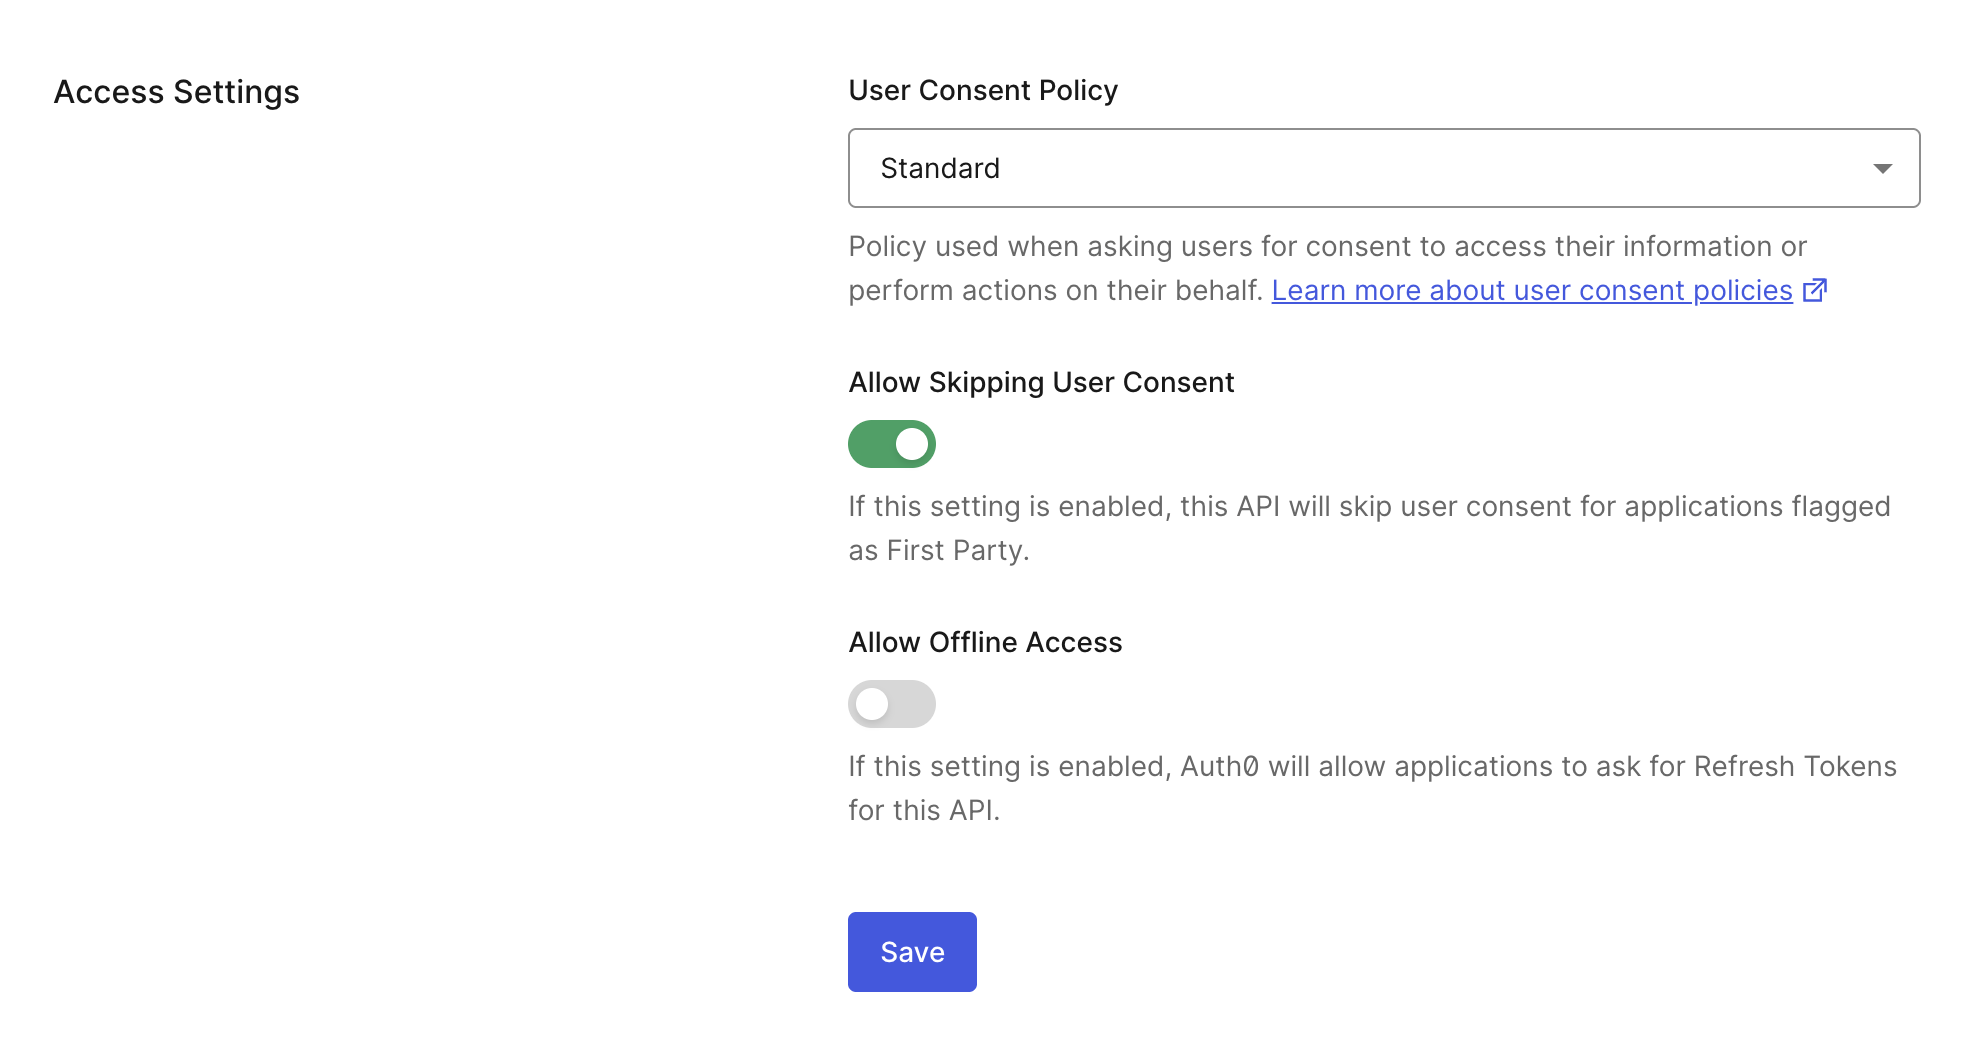 Access Settings
User Consent Policy
Standard
Policy used when asking users for consent to access their information or
perform actions on their behalf. Learn more about user consent policies
Allow Skipping User Consent
If this setting is enabled, this API will skip user consent for applications flagged
as First Party.
Allow Offline Access
If this setting is enabled, Auth0 will allow applications to ask for Refresh Tokens
for this API.
Save